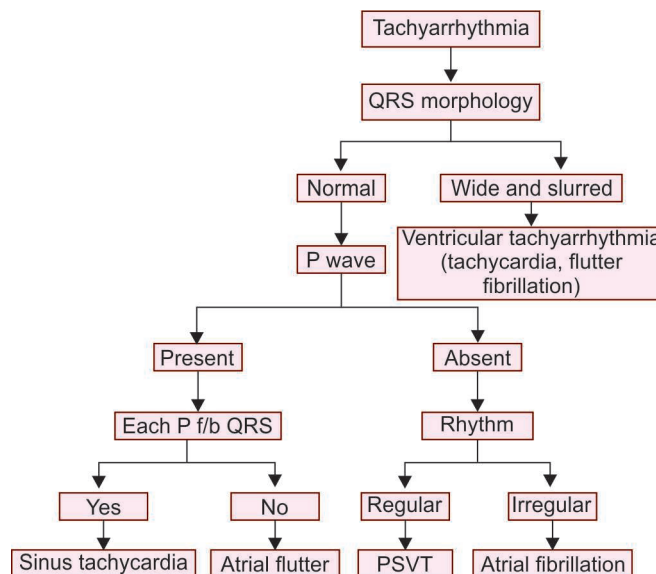 Tachyarrhythmia
QRS morphology
Normal
Wide and slurred
Ventricular tachyarrhythmia
(tachycardia, flutter
fibrillation)
P wave
Present
Absent
Each P f/b QRS
Rhythm
Yes
No
Regular
Irregular
Sinus tachycardia
Atrial flutter
PSVT
Atrial fibrillation